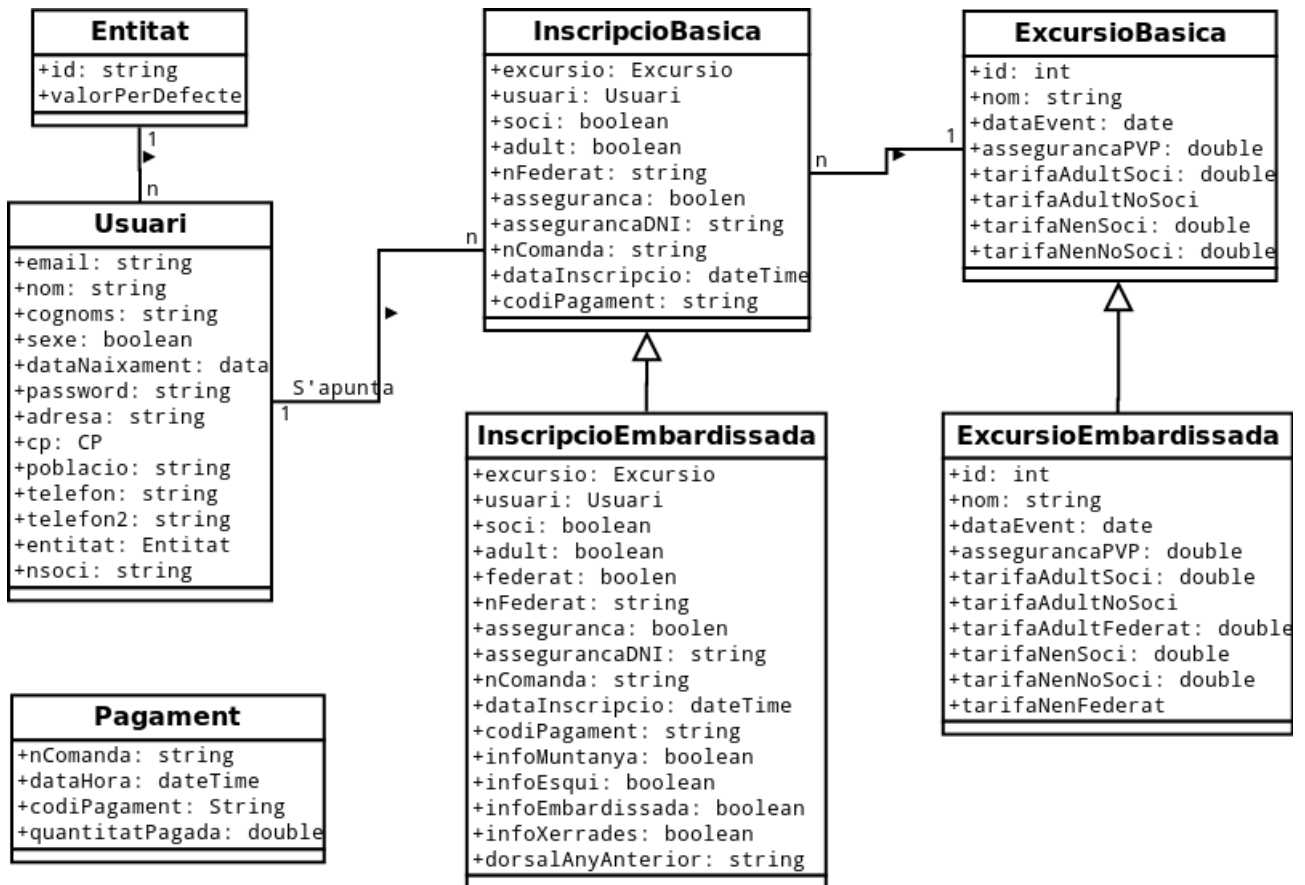 Entitat
+id: string
+valorPerDefecte
1
n
Usuari
+email: string
+nom: string
+cognoms: string
+sexe: boolean
+dataNaixament: data
+password: string
+adresa: string
+cp: CP
+poblacio: string
+telefon: string
+telefon2: string
+entitat: Entitat
+nsoci: string
S'apunta
1
n
InscripcioBasica
+excursio: Excursio
+usuari: Usuari
+soci: boolean
+adult: boolean
+nFederat: string
+asseguranca: boolen
+assegurancaDNI: string
+nComanda: string
+dataInscripcio: dateTime
+codiPagament: string
n
1
ExcursioBasica
+id: int
+nom: string
+dataEvent: date
+assegurancaPVP: double
+tarifaAdultSoci: double
+tarifaAdultNoSoci
+tarifaNenSoci: double
+tarifaNenNoSoci: double
InscripcioEmbardissada
+excursio: Excursio
+usuari: Usuari
+soci: boolean
+adult: boolean
+federat: boolen
+nFederat: string
+asseguranca: boolen
+assegurancaDNI: string
+nComanda: string
+dataInscripcio: dateTime
+codiPagament: string
+infoMuntanya: boolean
+infoEsqui: boolean
+infoEmbardissada: boolean
+infoXerrades: boolean
+dorsalAnyAnterior: string
ExcursioEmbardissada
+id: int
+nom: string
+dataEvent: date
+assegurancaPVP: double
+tarifaAdultSoci: double
+tarifaAdultNoSoci
+tarifaAdultFederat: double
+tarifaNenSoci: double
+tarifaNenNoSoci: double
+tarifaNenFederat
Pagament
+nComanda: string
+dataHora: dateTime
+codiPagament: String
+quantitatPagada: double